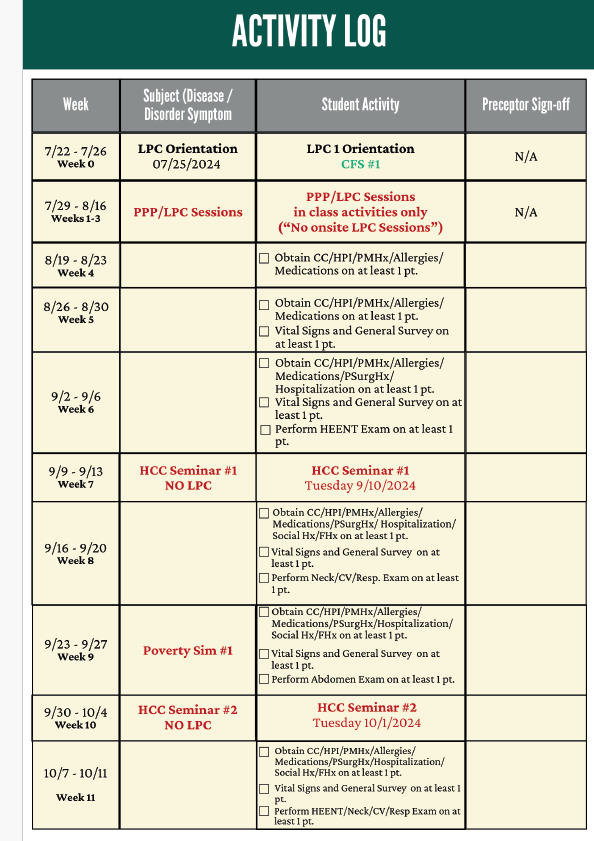 ACTIVITY LOG
Week
Subject (Disease /
Disorder Symptom
Student Activity
Preceptor Sign-off
7/22 - 7/26
Week 0
LPC Orientation
07/25/2024
LPC 1 Orientation
CFS #1
N/A
7/29 - 8/16
Weeks 1-3
PPP/LPC Sessions
PPP/LPC Sessions
in class activities only
(“No onsite LPC Sessions”)
N/A
8/19 - 8/23
Week 4
Obtain CC/HPI/PMHx/Allergies/
Medications on at least 1 pt.
8/26 - 8/30
Week 5
Obtain CC/HPI/PMHx/Allergies/
Medications on at least 1 pt.
Vital Signs and General Survey on
at least 1 pt.
9/2 - 9/6
Week 6
Obtain CC/HPI/PMHx/Allergies/
Medications/PSurgHx/
Hospitalization on at least 1 pt.
Vital Signs and General Survey on at
least 1 pt.
Perform HEENT Exam on at least 1
pt.
9/9 - 9/13
Week 7
HCC Seminar #1
NO LPC
HCC Seminar #1
Tuesday 9/10/2024
9/16 - 9/20
Week 8
Obtain CC/HPI/PMHx/Allergies/
Medications/PSurgHx/ Hospitalization/
Social Hx/FHx on at least 1 pt.
Vital Signs and General Survey on at
least 1 pt.
Perform Neck/CV/Resp. Exam on at least
1 pt.
9/23 - 9/27
Week 9
Poverty Sim #1
Obtain CC/HPI/PMHx/Allergies/
Medications/PSurgHx/Hospitalization/
Social Hx/FHx on at least 1 pt.
Vital Signs and General Survey on at
least 1 pt.
Perform Abdomen Exam on at least 1 pt.
9/30 - 10/4
Week 10
HCC Seminar #2
NO LPC
HCC Seminar #2
Tuesday 10/1/2024
10/7 - 10/11
Week 11
Obtain CC/HPI/PMHx/Allergies/
Medications/PSurgHx/Hospitalization/
Social Hx/FHx on at least 1 pt.
Vital Signs and General Survey on at least 1
pt.
Perform HEENT/Neck/CV/Resp Exam on at
least 1 pt.